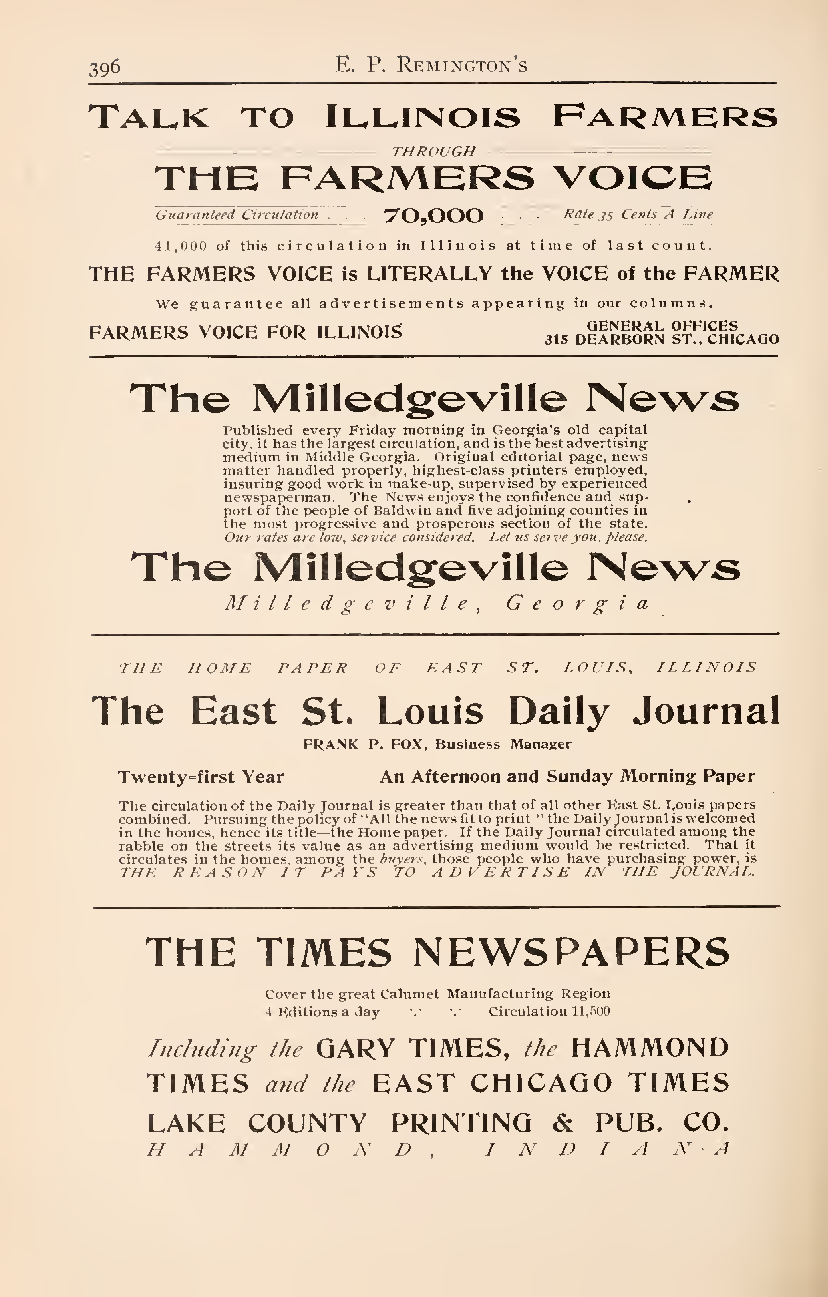 396 E. P. Remington's
Talk to Illinois Farmers
THROUGH
THE FARMERS VOICE
Guaranteed Circulation . . . 70,000 . . . Rate 35 Cents A Line
41,000 of this circulation in Illinois at time of last count.
THE FARMERS VOICE is LITERALLY the VOICE of the FARMER
We guarantee all advertisements appearing in our columns.
FARMERS VOICE FOR ILLINOIS
GENERAL OFFICES
315 DEARBORN ST., CHICAGO
The Milledgeville News
Published every Friday morning in Georgia's old capital
city, it has the largest circulation, and is the best advertising
medium in Middle Georgia. Original editorial page, news
matter handled properly, highest-class printers employed,
insuring good work in make-up, supervised by experienced
newspaperman. The News enjoys the confidence and sup-
port of the people of Baldwin and five adjoining counties in
the most progressive and prosperous section of the state.
Our rates are low, service considered. Let us serve you, please.
The Milledgeville News
Milledgeville, Georgia
THE HOME PAPER OF EAST ST. LOUIS, ILLINOIS
The East St. Louis Daily Journal
FRANK P. FOX, Business Manager
Twenty=first Year An Afternoon and Sunday Morning Paper
The circulation of the Daily Journal is greater than that of all other East St. Louis papers
combined. Pursuing the policy of "All the news fit to print" the Daily Journal is welcomed
in the homes, hence its title—the Home paper. If the Daily Journal circulated among the
rabble on the streets its value as an advertising medium would be restricted. That it
circulates in the homes, among the buyers, those people who have purchasing power, is
THE REASON IT PAYS TO ADVERTISE IN THE JOURNAL.
THE TIMES NEWSPAPERS
Cover the great Calumet Manufacturing Region
4 Editions a day ∵ ∵ Circulation 11,500
Including the GARY TIMES, the HAMMOND
TIMES and the EAST CHICAGO TIMES
LAKE COUNTY PRINTING & PUB. CO.
HAMMOND, INDIANA